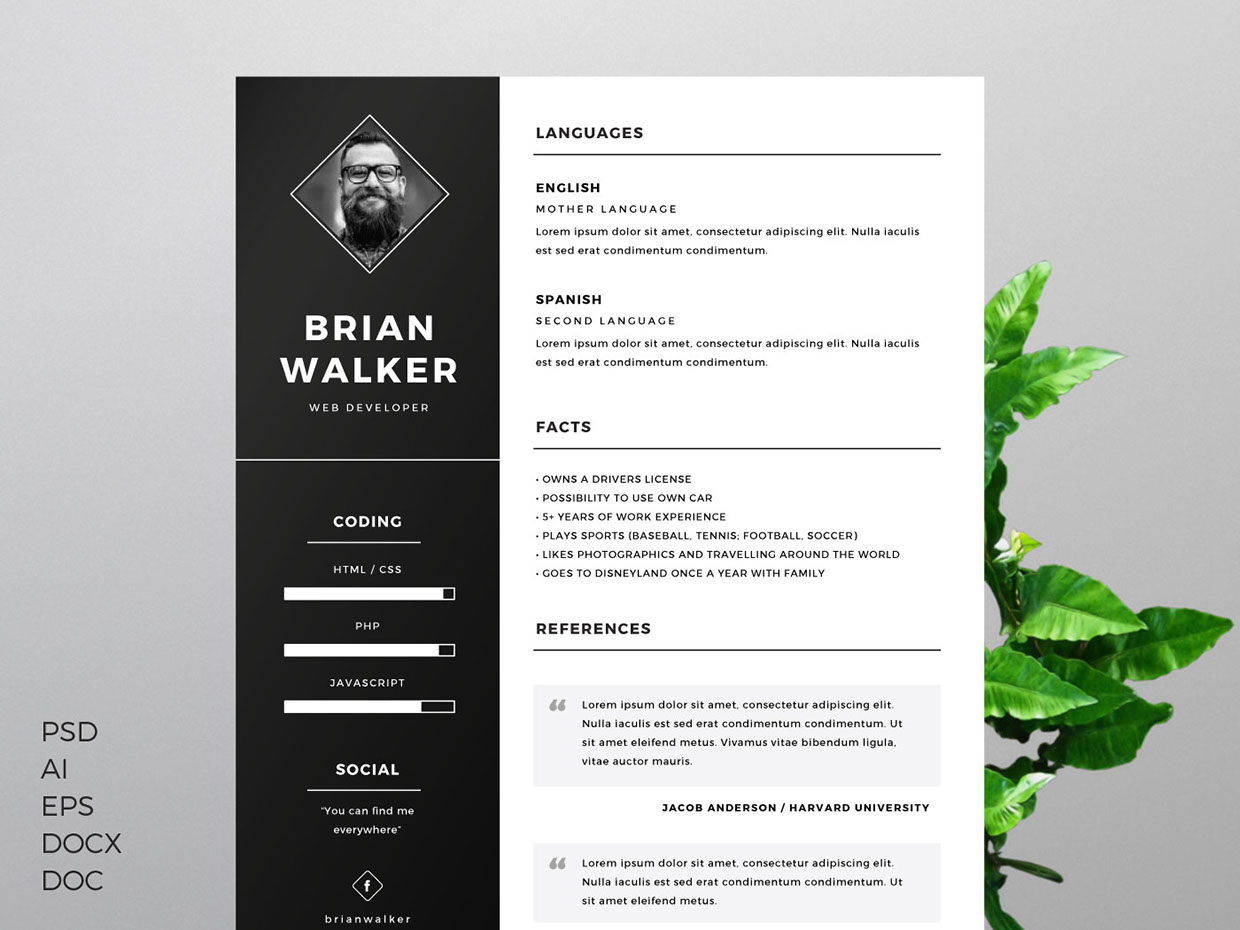 BRIAN
WALKER
WEB DEVELOPER
CODING
HTML / CSS
PHP
JAVASCRIPT
SOCIAL
"You can find me
everywhere"
f
brianwalker
LANGUAGES
ENGLISH
MOTHER LANGUAGE
Lorem ipsum dolor sit amet, consectetur adipiscing elit. Nulla iaculis
est sed erat condimentum condimentum.
SPANISH
SECOND LANGUAGE
Lorem ipsum dolor sit amet, consectetur adipiscing elit. Nulla iaculis
est sed erat condimentum condimentum.
FACTS
• OWNS A DRIVERS LICENSE
• POSSIBILITY TO USE OWN CAR
• 5+ YEARS OF WORK EXPERIENCE
• PLAYS SPORTS (BASEBALL, TENNIS; FOOTBALL, SOCCER)
• LIKES PHOTOGRAPHICS AND TRAVELLING AROUND THE WORLD
• GOES TO DISNEYLAND ONCE A YEAR WITH FAMILY
REFERENCES
“ Lorem ipsum dolor sit amet, consectetur adipiscing elit.
Nulla iaculis est sed erat condimentum condimentum. Ut
sit amet eleifend metus. Vivamus vitae bibendum ligula,
vitae auctor mauris.
JACOB ANDERSON / HARVARD UNIVERSITY
“ Lorem ipsum dolor sit amet, consectetur adipiscing elit.
Nulla iaculis est sed erat condimentum condimentum. Ut
sit amet eleifend metus.
PSD
AI
EPS
DOCX
DOC